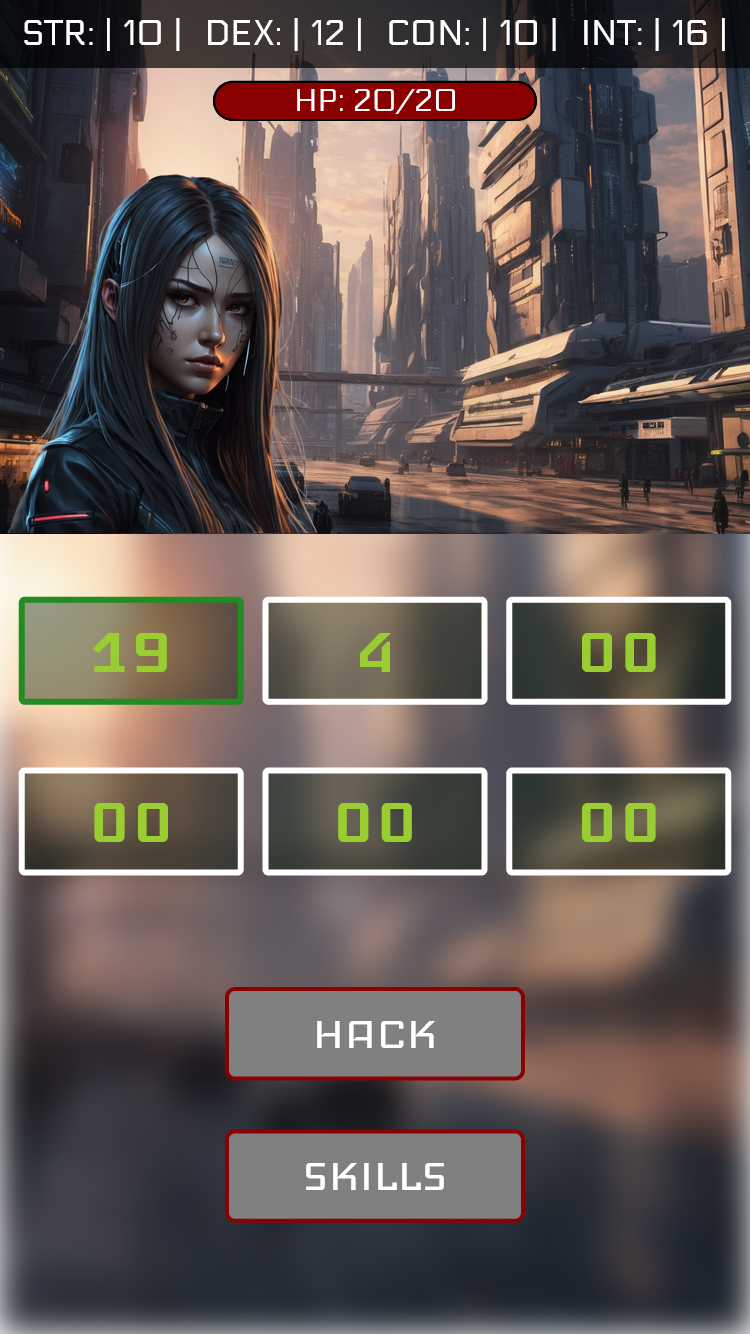 STR: | 10 | DEX: | 12 | CON: | 10 | INT: | 16 |
HP: 20/20
19 4 00
00 00 00
HACK
SKILLS